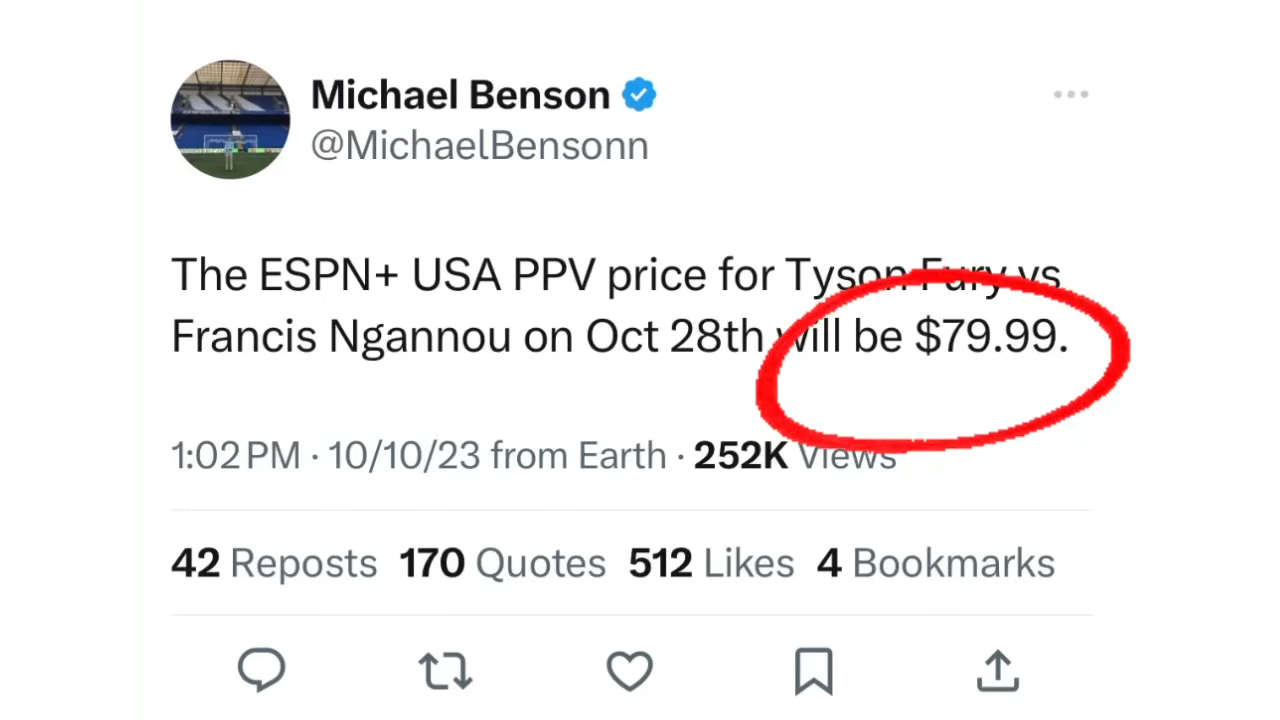 Michael Benson
@MichaelBensonn
The ESPN+ USA PPV price for Tyson Fury vs
Francis Ngannou on Oct 28th will be $79.99.
1:02 PM · 10/10/23 from Earth · 252K Views
42 Reposts 170 Quotes 512 Likes 4 Bookmarks